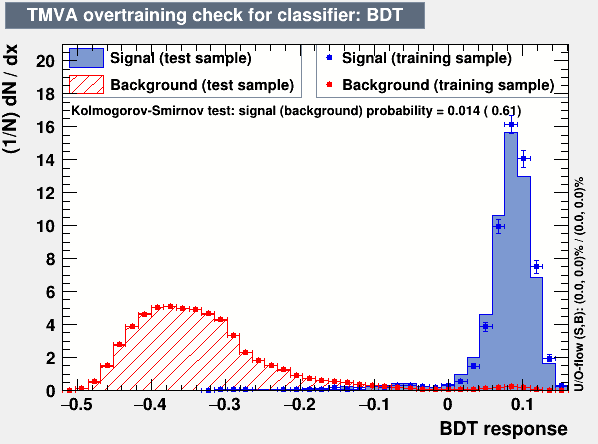 TMVA overtraining check for classifier: BDT
(1/N) dN / dx
20
18
16
14
12
10
8
6
4
2
0
Signal (test sample)
Background (test sample)
Signal (training sample)
Background (training sample)
Kolmogorov-Smirnov test: signal (background) probability = 0.014 ( 0.61)
−0.5 −0.4 −0.3 −0.2 −0.1 0 0.1
BDT response
U/O-flow (S,B): (0.0, 0.0)% / (0.0, 0.0)%